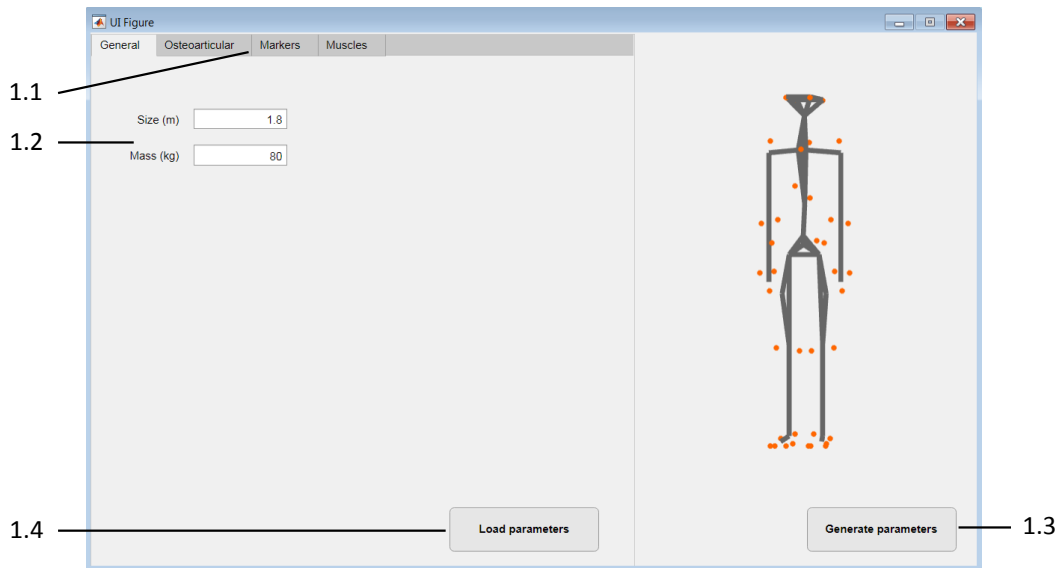 UI Figure
General Osteoarticular Markers Muscles
1.1
Size (m) 1.8
1.2
Mass (kg) 80
1.4
Load parameters
Generate parameters
1.3